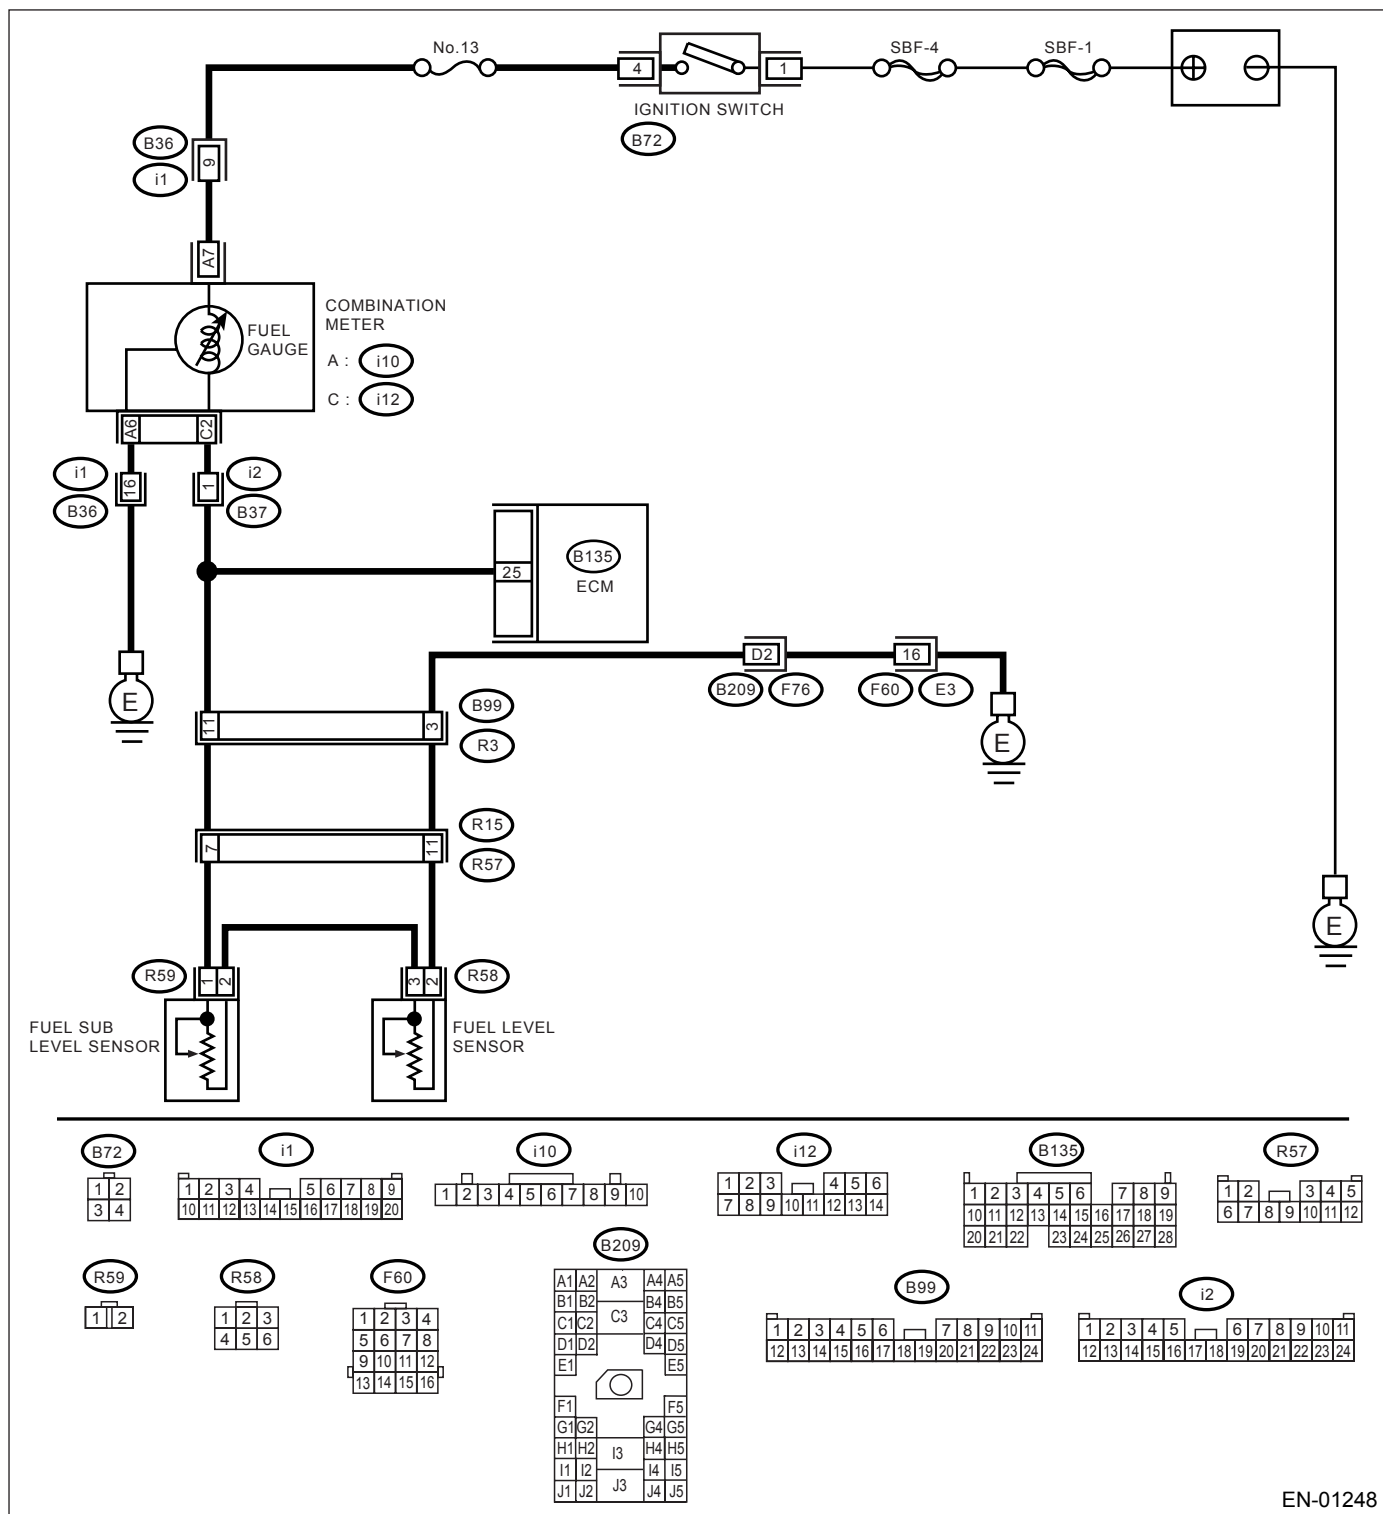 No.13
SBF-4
SBF-1
4
1
IGNITION SWITCH
B72
B36
i1
9
A7
FUEL
GAUGE
COMBINATION
METER
A : i10
C : i12
A6
C2
i1
16
B36
1
i2
B37
25
B135
ECM
D2
B209
F76
16
F60
E3
E
E
11
3
B99
R3
7
11
R15
R57
E
R59
1
2
3
2
R58
FUEL SUB
LEVEL SENSOR
FUEL LEVEL
SENSOR
B72
1 2
3 4
i1
1 2 3 4 5 6 7 8 9
10 11 12 13 14 15 16 17 18 19 20
i10
1 2 3 4 5 6 7 8 9 10
i12
1 2 3 4 5 6
7 8 9 10 11 12 13 14
B135
1 2 3 4 5 6 7 8 9
10 11 12 13 14 15 16 17 18 19
20 21 22 23 24 25 26 27 28
R57
1 2 3 4 5
6 7 8 9 10 11 12
R59
1 2
R58
1 2 3
4 5 6
F60
1 2 3 4
5 6 7 8
9 10 11 12
13 14 15 16
B209
A1 A2 A3 A4 A5
B1 B2 B4 B5
C1 C2 C3 C4 C5
D1 D2 D4 D5
E1 E5
F1 F5
G1 G2 G4 G5
H1 H2 I3 H4 H5
I1 I2 I4 I5
J1 J2 J3 J4 J5
B99
1 2 3 4 5 6 7 8 9 10 11
12 13 14 15 16 17 18 19 20 21 22 23 24
i2
1 2 3 4 5 6 7 8 9 10 11
12 13 14 15 16 17 18 19 20 21 22 23 24
EN-01248